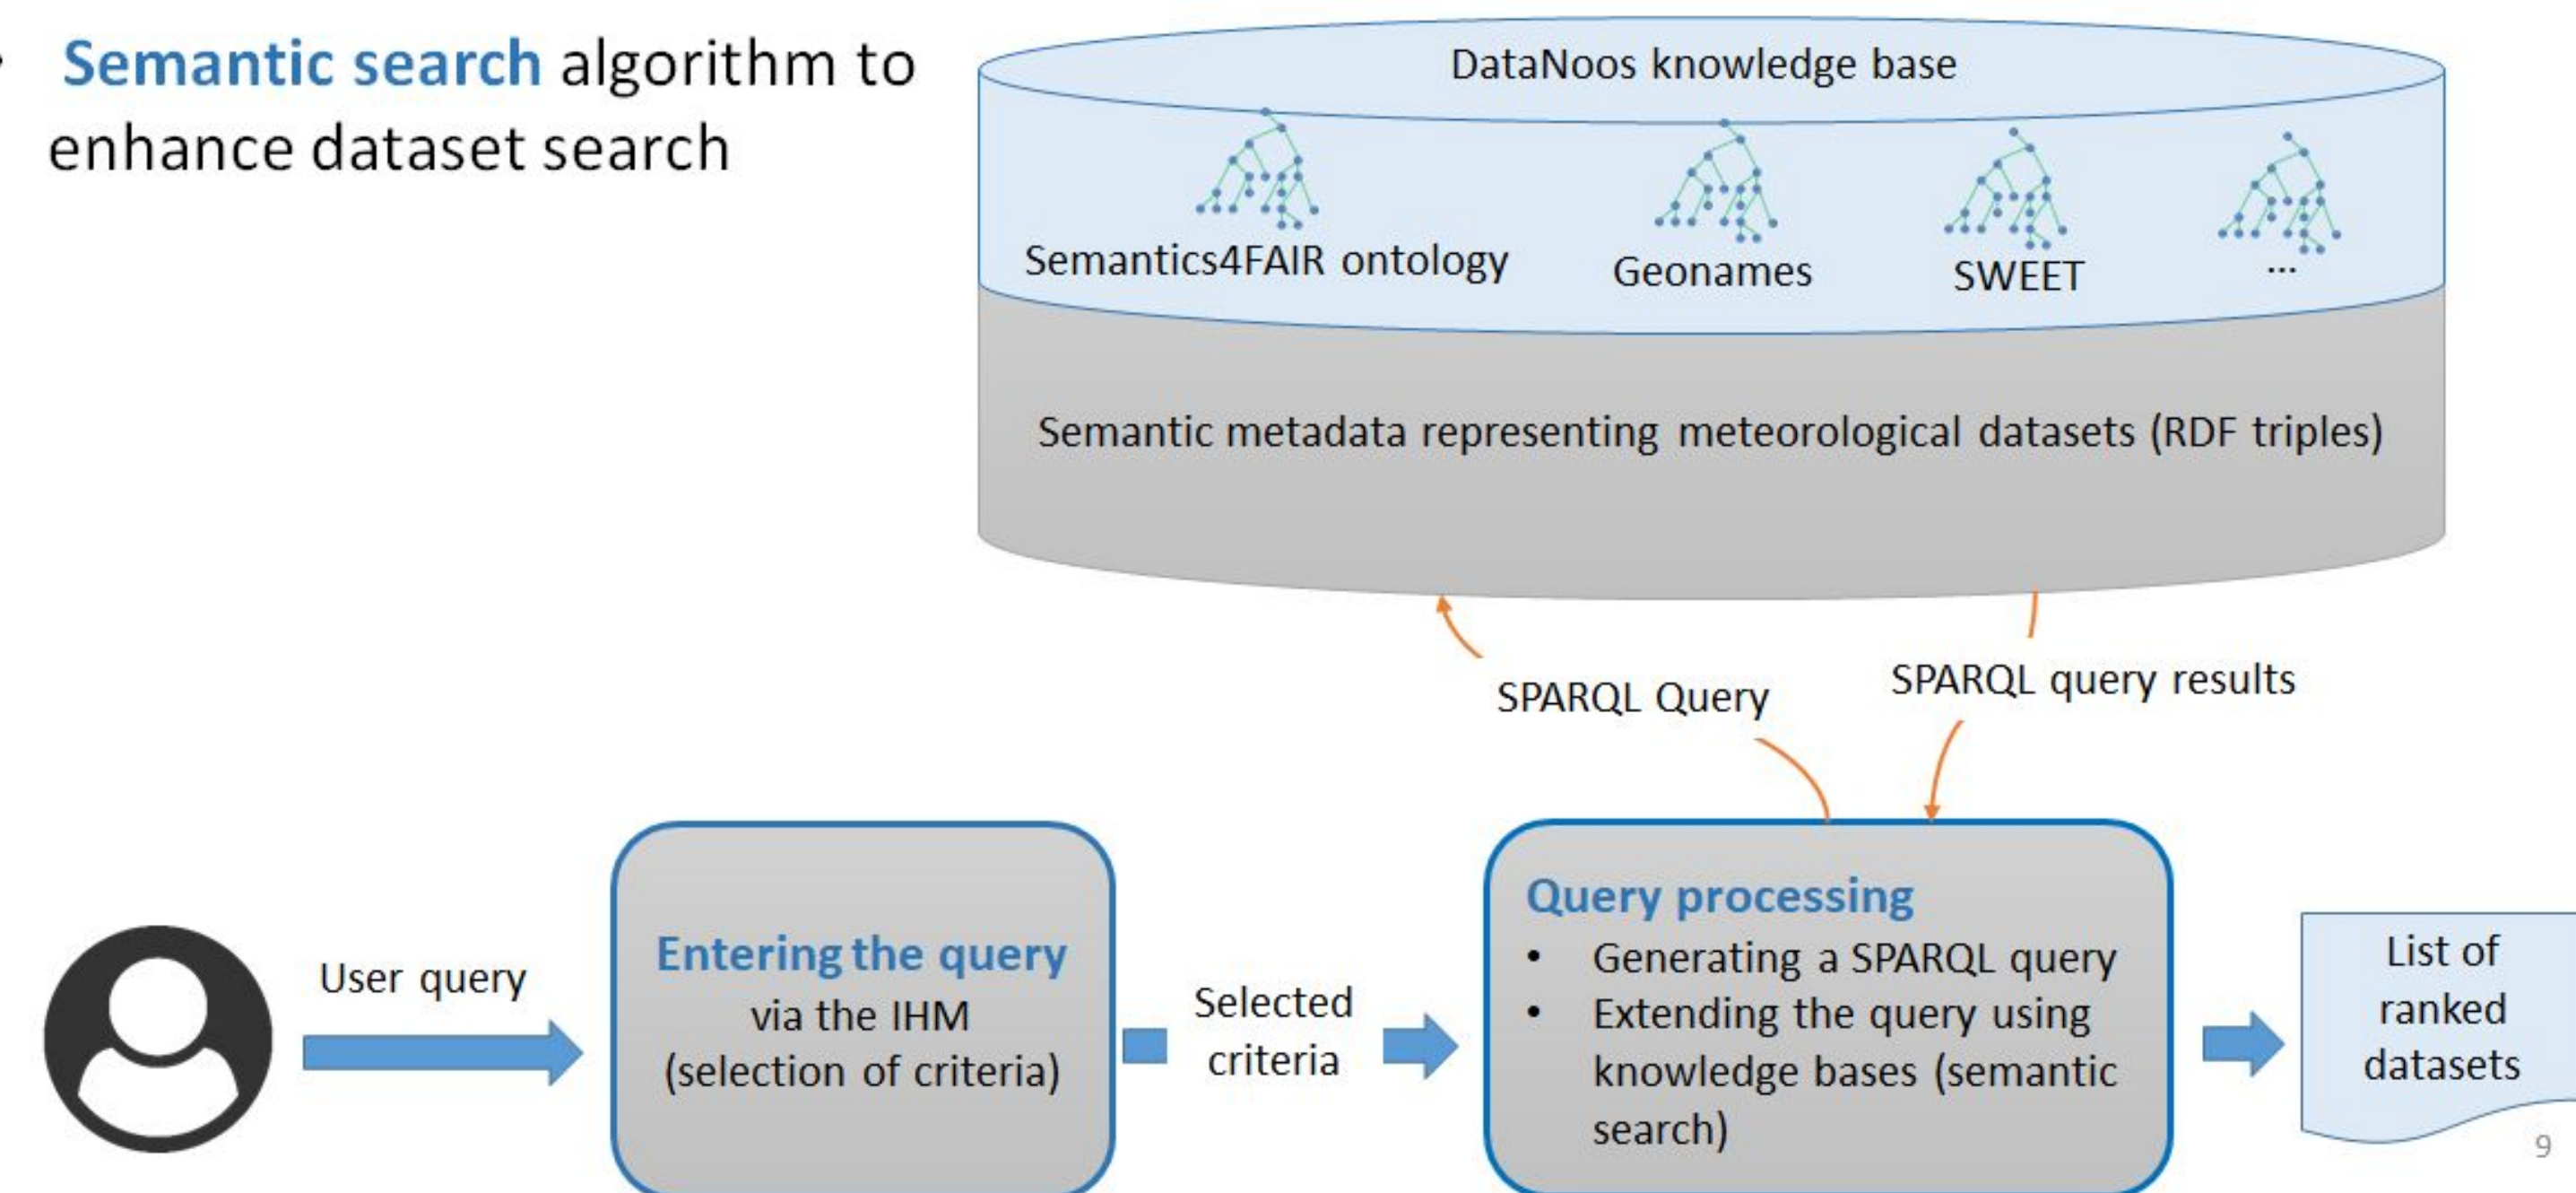 Semantic search algorithm to
enhance dataset search
DataNoos knowledge base
Semantics4FAIR ontology
Geonames
SWEET
...
Semantic metadata representing meteorological datasets (RDF triples)
SPARQL Query
SPARQL query results
User query
Entering the query
via the IHM
(selection of criteria)
Selected
criteria
Query processing
• Generating a SPARQL query
• Extending the query using
knowledge bases (semantic
search)
List of
ranked
datasets
9